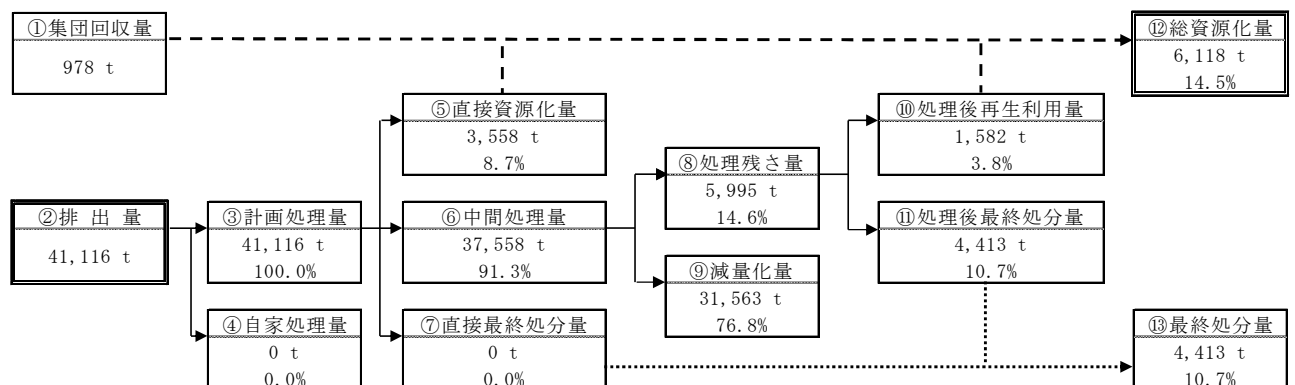 ①集団回収量
978 t
⑫総資源化量
6,118 t
14.5%
⑤直接資源化量
3,558 t
8.7%
⑩処理後再生利用量
1,582 t
3.8%
⑧処理残さ量
5,995 t
14.6%
②排 出 量
41,116 t
③計画処理量
41,116 t
100.0%
⑥中間処理量
37,558 t
91.3%
⑪処理後最終処分量
4,413 t
10.7%
⑨減量化量
31,563 t
76.8%
④自家処理量
0 t
0.0%
⑦直接最終処分量
0 t
0.0%
⑬最終処分量
4,413 t
10.7%